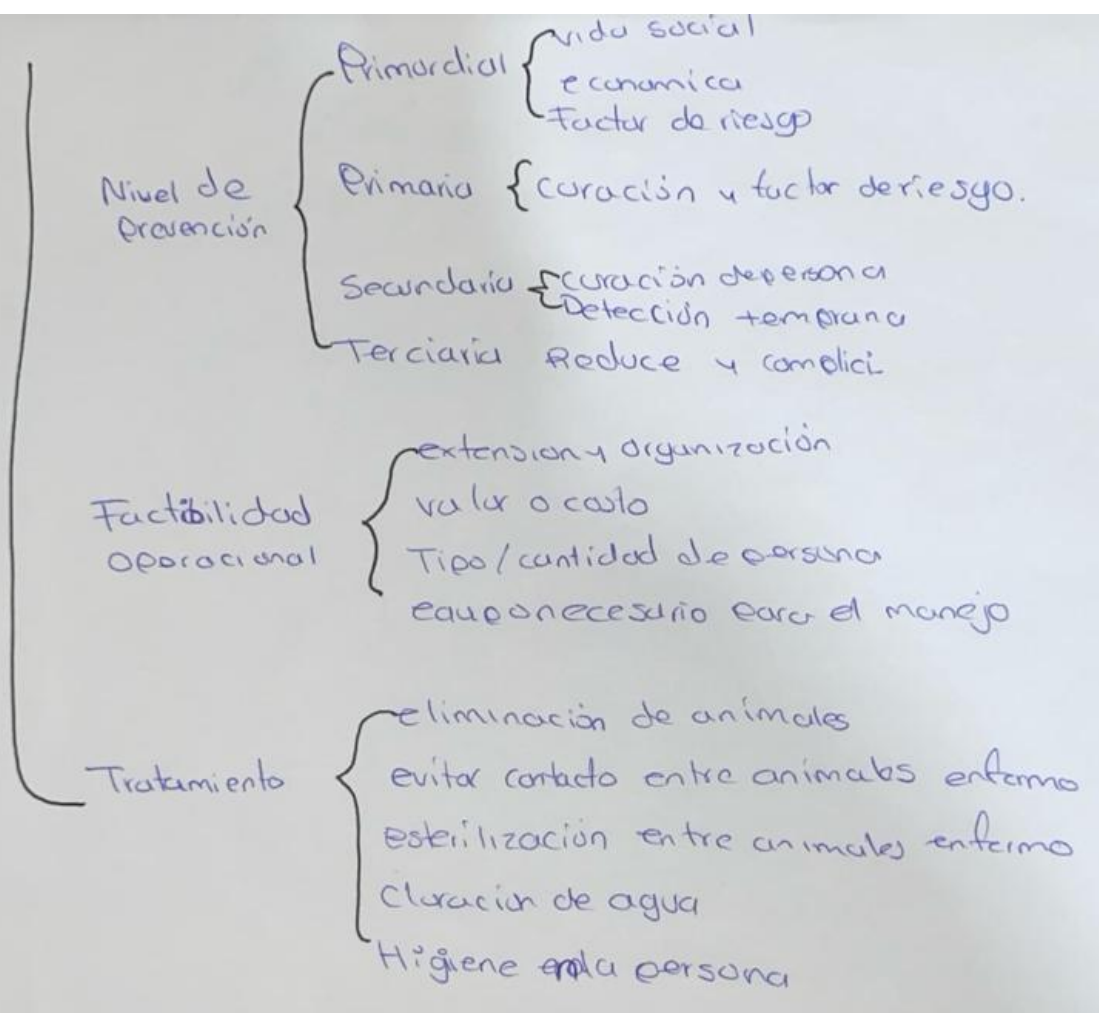 Primordial
vida social
economica
Factor de riesgo
Nivel de
prevención
Primaria
curación y factor de riesgo.
Secundaria
curación de persona
Detección temprana
Terciaria Reduce y complici
extension y organización
Factibilidad
operacional
valor o costo
Tipo/cantidad de persona
equipo necesario para el manejo
Tratamiento
eliminación de animales
evitar contacto entre animales enfermo
esterilización entre animales enfermo
Cloracion de agua
Higiene en la persona